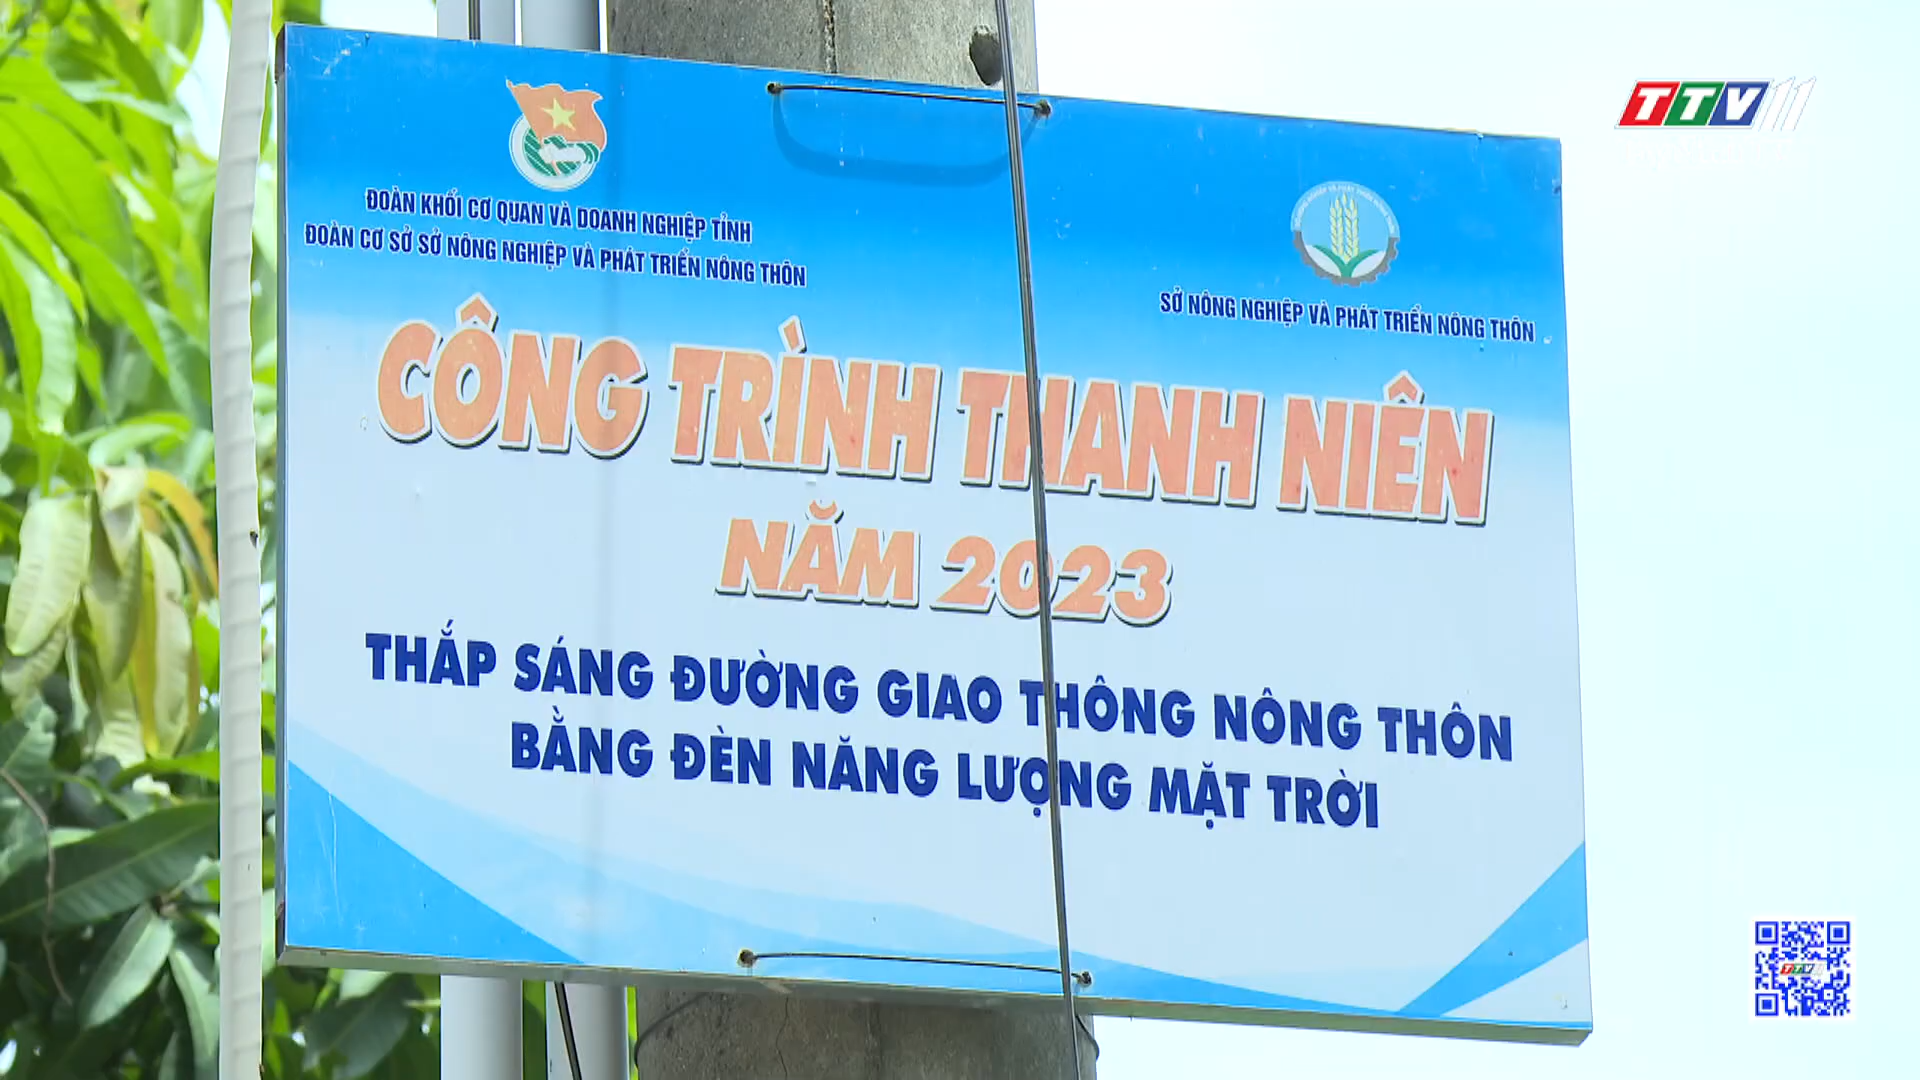 TTV11
ĐOÀN KHỐI CƠ QUAN VÀ DOANH NGHIỆP TỈNH
ĐOÀN CƠ SỞ SỞ NÔNG NGHIỆP VÀ PHÁT TRIỂN NÔNG THÔN
SỞ NÔNG NGHIỆP VÀ PHÁT TRIỂN NÔNG THÔN
CÔNG TRÌNH THANH NIÊN
NĂM 2023
THẮP SÁNG ĐƯỜNG GIAO THÔNG NÔNG THÔN
BẰNG ĐÈN NĂNG LƯỢNG MẶT TRỜI
TTV11